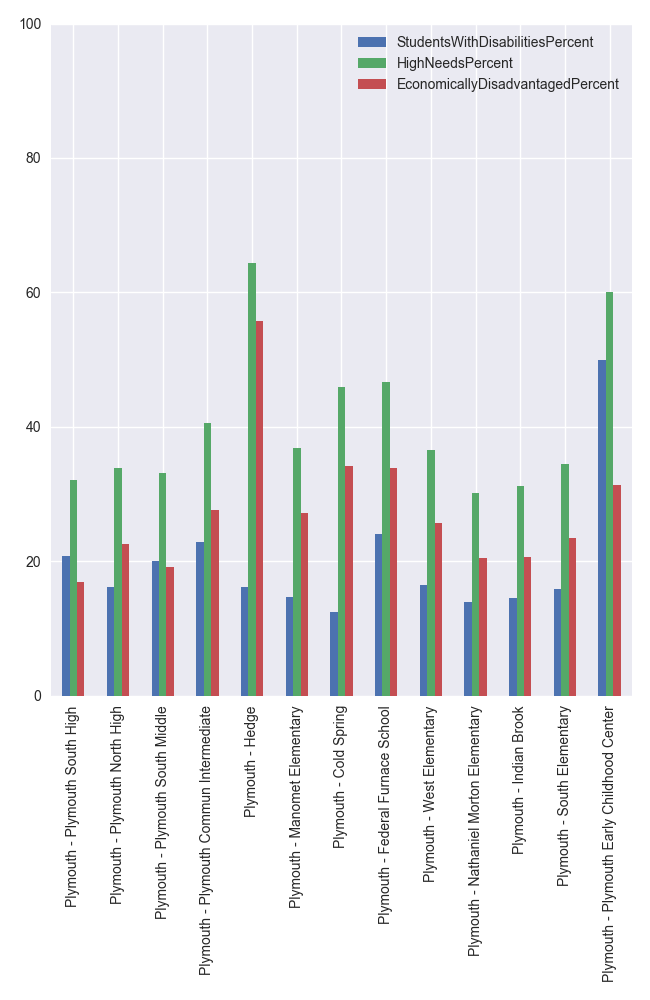 100
80
60
40
20
0
StudentsWithDisabilitiesPercent
HighNeedsPercent
EconomicallyDisadvantagedPercent
Plymouth - Plymouth South High
Plymouth - Plymouth North High
Plymouth - Plymouth South Middle
Plymouth - Plymouth Commun Intermediate
Plymouth - Hedge
Plymouth - Manomet Elementary
Plymouth - Cold Spring
Plymouth - Federal Furnace School
Plymouth - West Elementary
Plymouth - Nathaniel Morton Elementary
Plymouth - Indian Brook
Plymouth - South Elementary
Plymouth - Plymouth Early Childhood Center